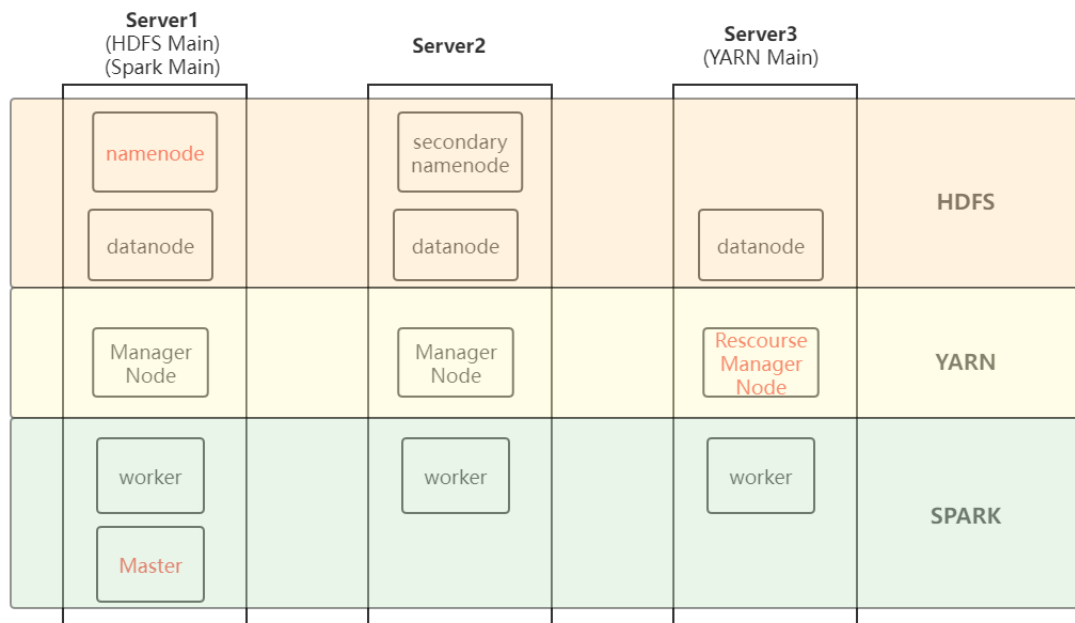 Server1
(HDFS Main)
(Spark Main)
Server2
Server3
(YARN Main)
namenode
secondary
namenode
HDFS
datanode
datanode
datanode
Manager
Node
Manager
Node
Rescourse
Manager
Node
YARN
worker
worker
worker
SPARK
Master